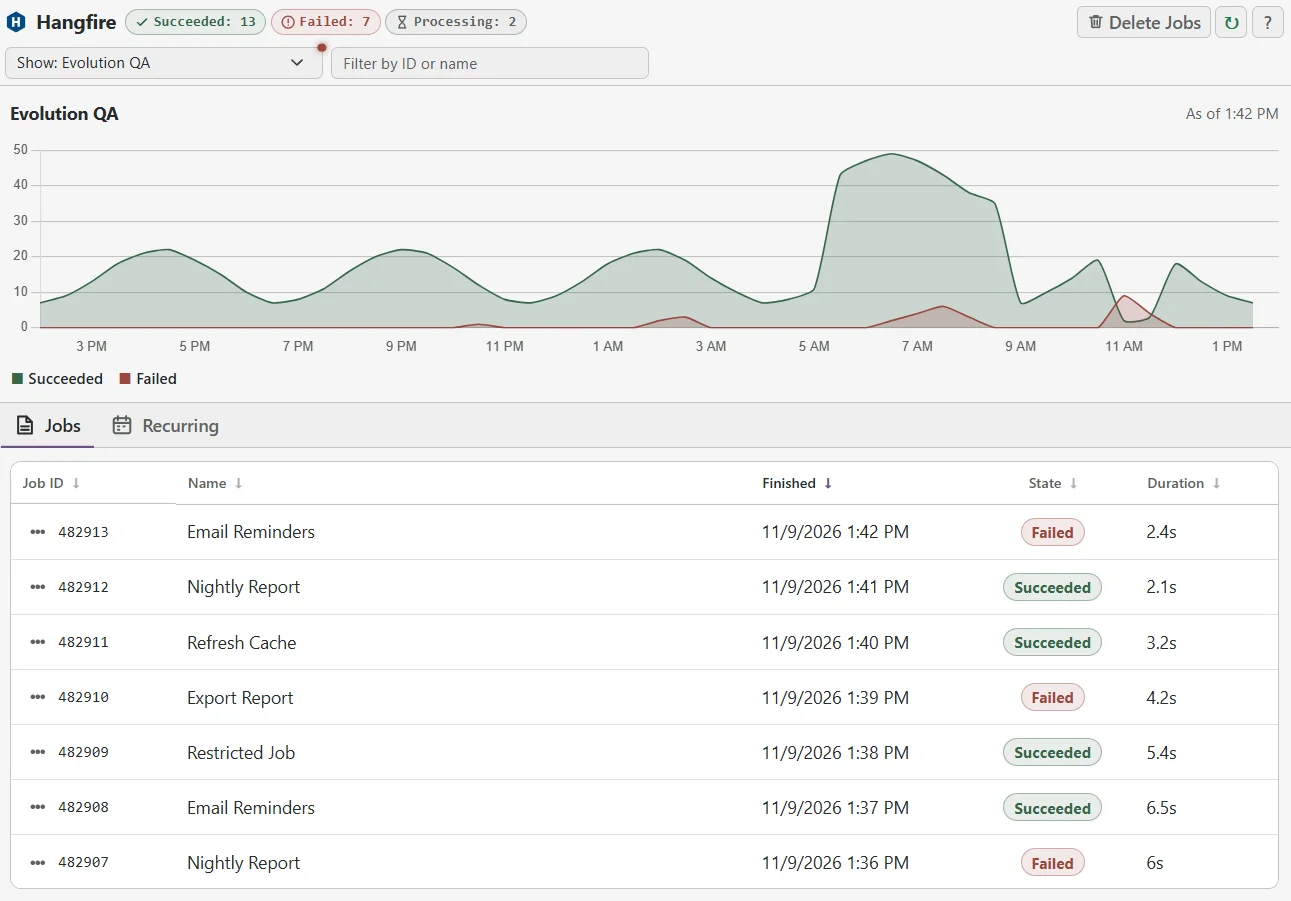 Hangfire Succeeded: 13 Failed: 7 Processing: 2 Delete Jobs ?
Show: Evolution QA Filter by ID or name
Evolution QA As of 1:42 PM
50
40
30
20
10
0
3 PM 5 PM 7 PM 9 PM 11 PM 1 AM 3 AM 5 AM 7 AM 9 AM 11 AM 1 PM
Succeeded Failed
Jobs Recurring
Job ID ↓ Name ↓ Finished ↓ State ↓ Duration ↓
482913 Email Reminders 11/9/2026 1:42 PM Failed 2.4s
482912 Nightly Report 11/9/2026 1:41 PM Succeeded 2.1s
482911 Refresh Cache 11/9/2026 1:40 PM Succeeded 3.2s
482910 Export Report 11/9/2026 1:39 PM Failed 4.2s
482909 Restricted Job 11/9/2026 1:38 PM Succeeded 5.4s
482908 Email Reminders 11/9/2026 1:37 PM Succeeded 6.5s
482907 Nightly Report 11/9/2026 1:36 PM Failed 6s